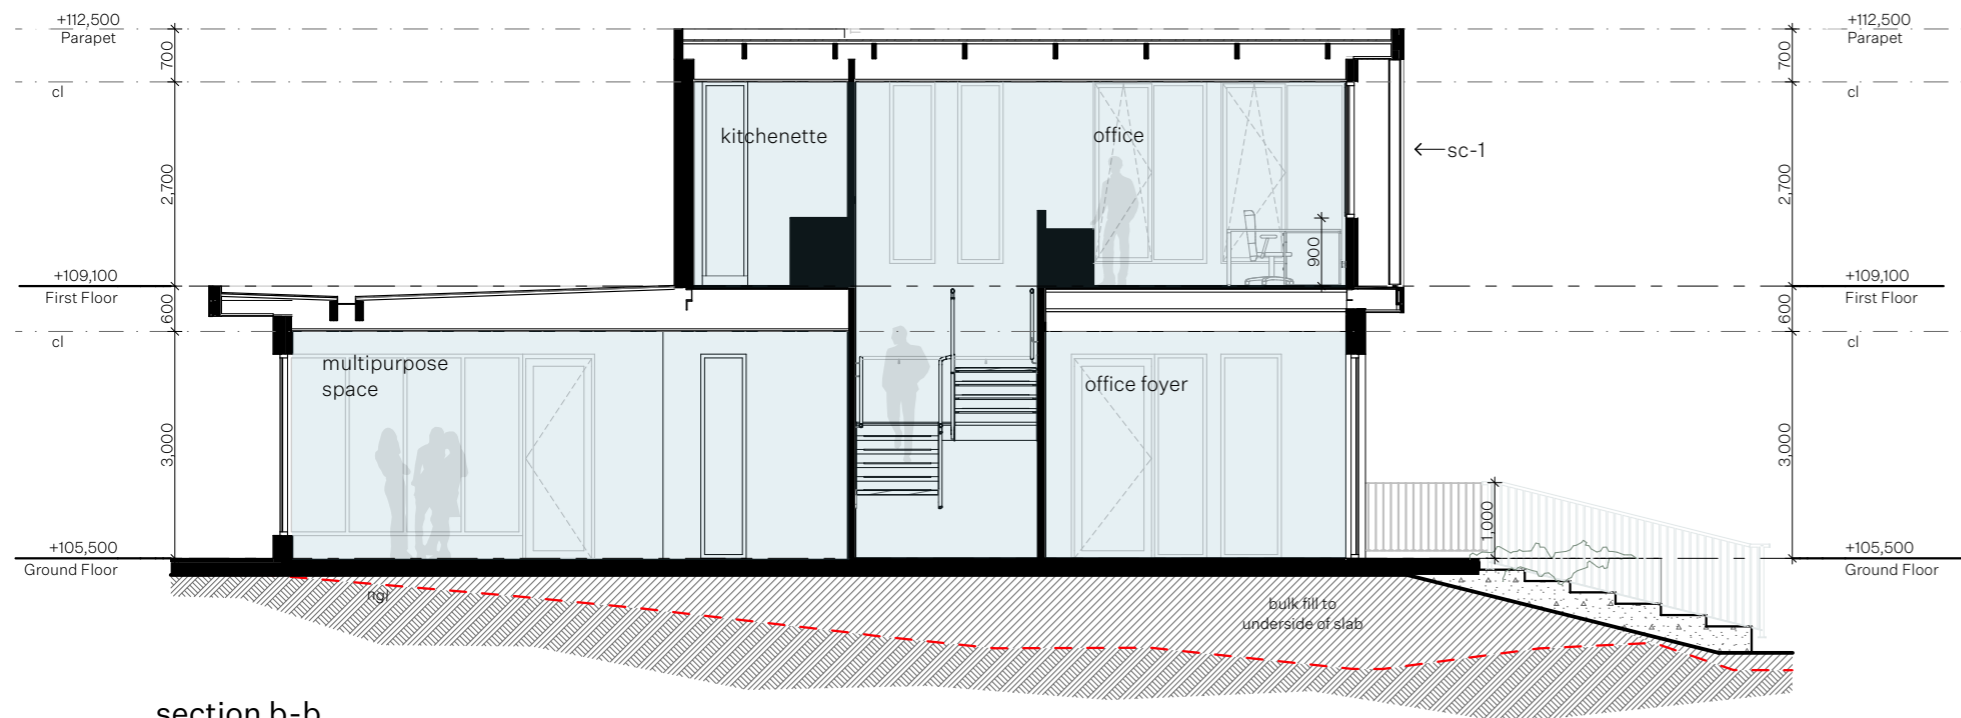 +112,500
Parapet
+112,500
Parapet
700
700
cl
cl
kitchenette
office
sc-1
2,700
2,700
900
+109,100
First Floor
+109,100
First Floor
600
600
cl
cl
multipurpose
space
office foyer
3,000
3,000
1,000
+105,500
Ground Floor
+105,500
Ground Floor
ngl
bulk fill to
underside of slab
section b-b